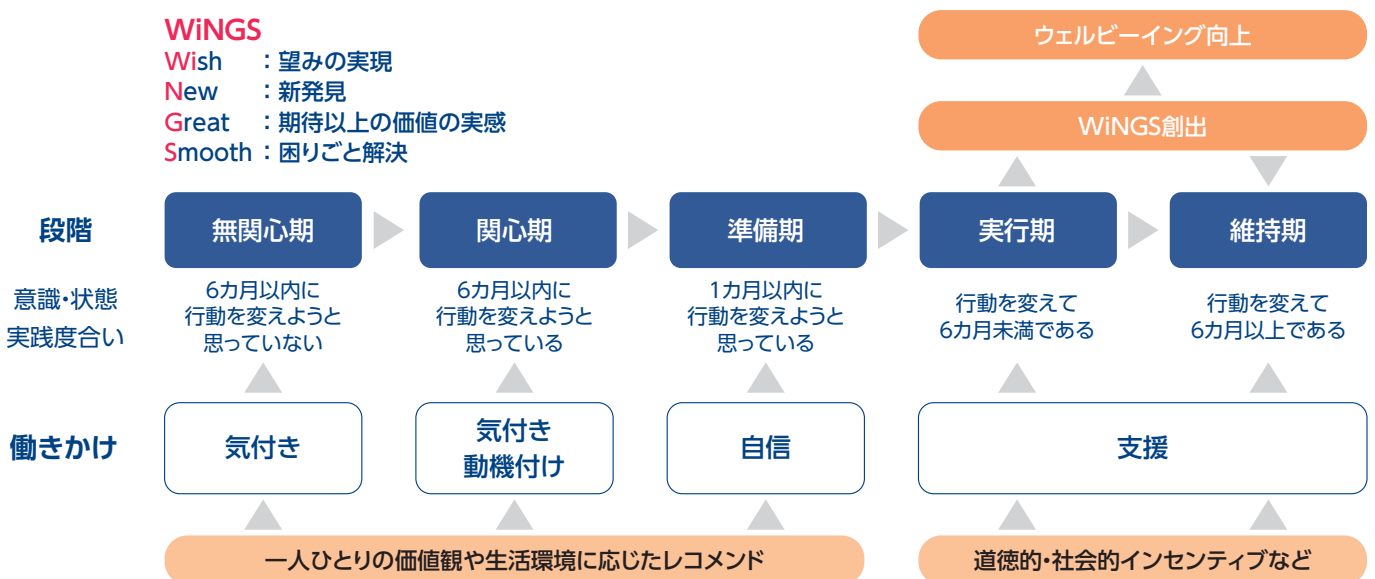 WiNGS
Wish：望みの実現
New：新発見
Great：期待以上の価値の実感
Smooth：困りごと解決
ウェルビーイング向上
WiNGS創出
段階
無関心期
関心期
準備期
実行期
維持期
意識・状態
実践度合い
6カ月以内に
行動を変えようと
思っていない
6カ月以内に
行動を変えようと
思っている
1カ月以内に
行動を変えようと
思っている
行動を変えて
6カ月未満である
行動を変えて
6カ月以上である
働きかけ
気付き
気付き
動機付け
自信
支援
一人ひとりの価値観や生活環境に応じたレコメンド
道徳的・社会的インセンティブなど